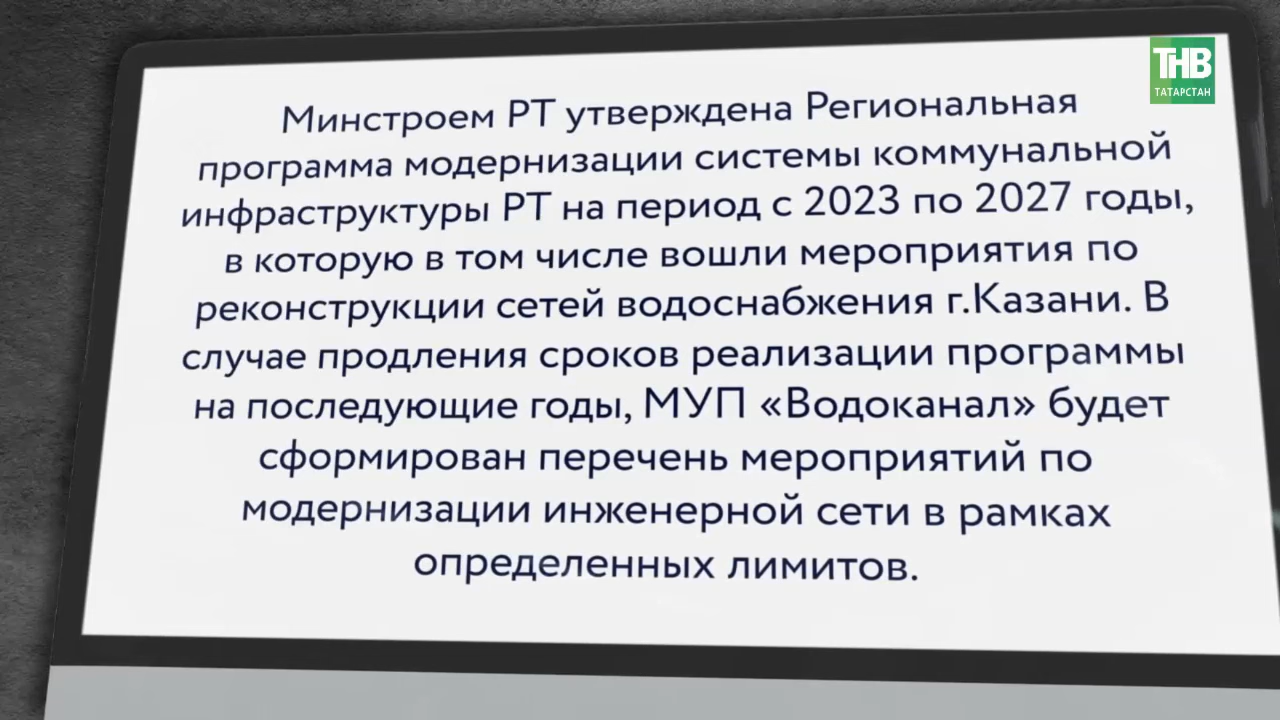 ТНВ
ТАТАРСТАН
Минстроем РТ утверждена Региональная
программа модернизации системы коммунальной
инфраструктуры РТ на период с 2023 по 2027 годы,
в которую в том числе вошли мероприятия по
реконструкции сетей водоснабжения г.Казани. В
случае продления сроков реализации программы
на последующие годы, МУП «Водоканал» будет
сформирован перечень мероприятий по
модернизации инженерной сети в рамках
определенных лимитов.